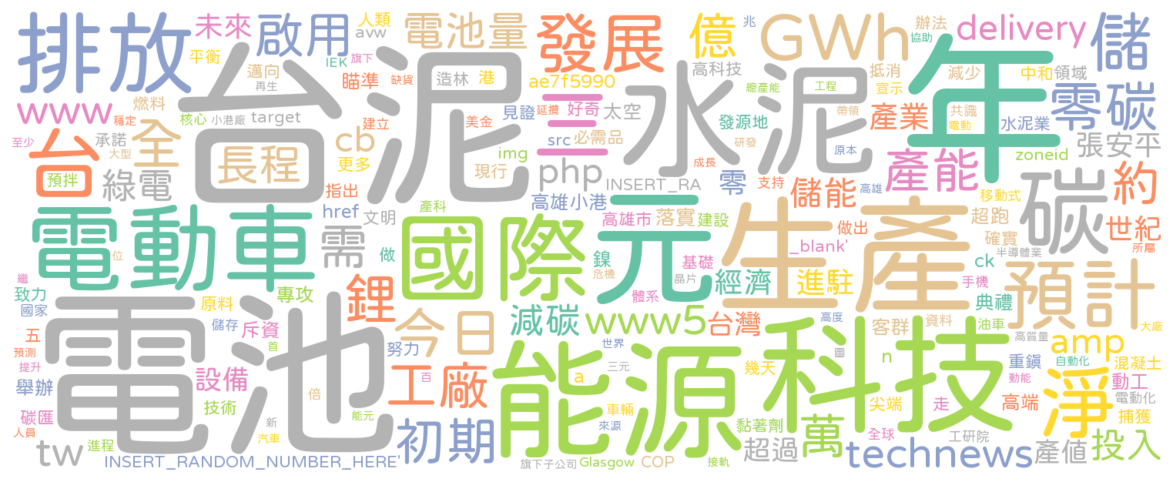 排放 未來 啟用 平衡 IEK 人類 avw 旗下 兆 電池量 發展 億 GWh 辦法 協助 delivery 儲
台泥 邁向 再生 瞄準 缺貨 造林 港 ae7f5990 三 水泥 高科技 抵消 宣示 減少 年 中和 領域 零碳
www 穩定 燃料 核心 小港廠 target 見證 延攬 好奇 太空 總產能 工程 產業 共識 電動 水泥業
至少 台 預拌 承諾 大型 全 長程 cb 建立 更多 美金 src 必需品 發源地 帶領 原本 產能 zoneid 張安平
綠電 指出 現行 img php INSERT_RA 成長 研發 零 支持 高雄 儲能 移動式 碳 約
電動車 產科 href 文明 需 做 國際 高雄小港 元 高雄市 落實 建設 _blank' 做出 生產 超跑 確實 半導體業 世紀 所屬
繼 位 致力 國家 原料 專攻 鋰 鎳 危機 基礎 晶片 體系 經濟 進駐 ck 手機 典禮 預計
五 儲存 首 斥資 今日 減碳 www5 台灣 高度 客群 資料 油車 高質量 大廠
預測 提升 電池 倍 努力 能源 世界 圖 科技 n amp
舉辦 設備 百 工廠 三元 a 幾天 尖端 走 重鎮 自動化 動能 混凝土
碳匯 技術 新 能元 車輛 黏著劑 萬 高端 淨 動工 電動化 捕獲
人員 tw 進程 汽車 初期 來源 超過 全球 工研院 產值 投入
INSERT_RANDOM_NUMBER_HERE' 旗下子公司 Glasgow COP 接軌 technews